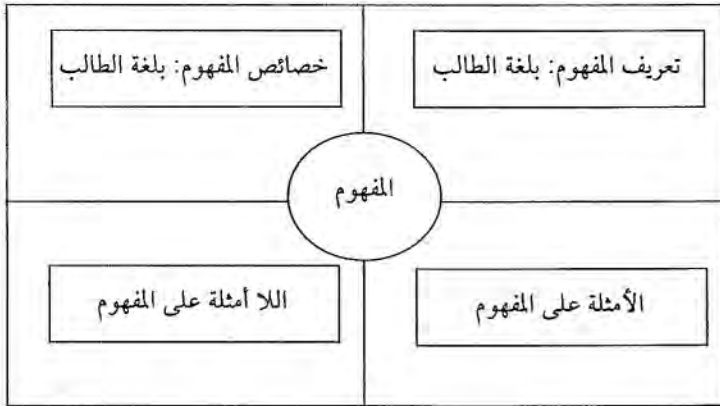 تعريف المفهوم: بلغة الطالب
خصائص المفهوم: بلغة الطالب
المفهوم
الأمثلة على المفهوم
اللا أمثلة على المفهوم